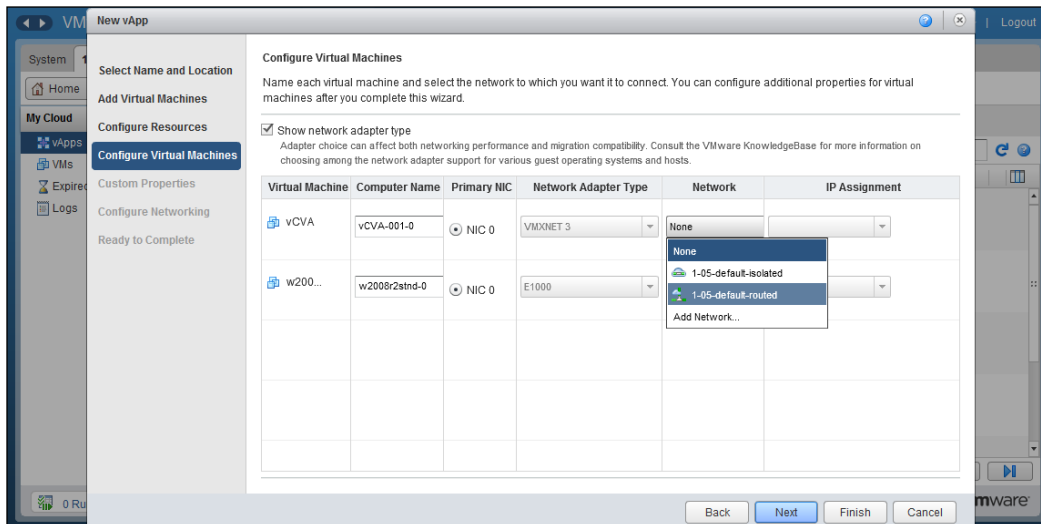 VM
New vApp
Logout
System
Home
My Cloud
vApps
VMs
Expired
Logs
0 Ru
Select Name and Location
Add Virtual Machines
Configure Resources
Configure Virtual Machines
Custom Properties
Configure Networking
Ready to Complete
Configure Virtual Machines
Name each virtual machine and select the network to which you want it to connect. You can configure additional properties for virtual
machines after you complete this wizard.
Show network adapter type
Adapter choice can affect both networking performance and migration compatibility. Consult the VMware KnowledgeBase for more information on
choosing among the network adapter support for various guest operating systems and hosts.
Virtual Machine Computer Name Primary NIC Network Adapter Type Network IP Assignment
vCVA vCVA-001-0 NIC 0 VMXNET 3 None
None
1-05-default-isolated
w200... w2008r2stnd-0 NIC 0 E1000
1-05-default-routed
Add Network...
Back Next Finish Cancel
mware